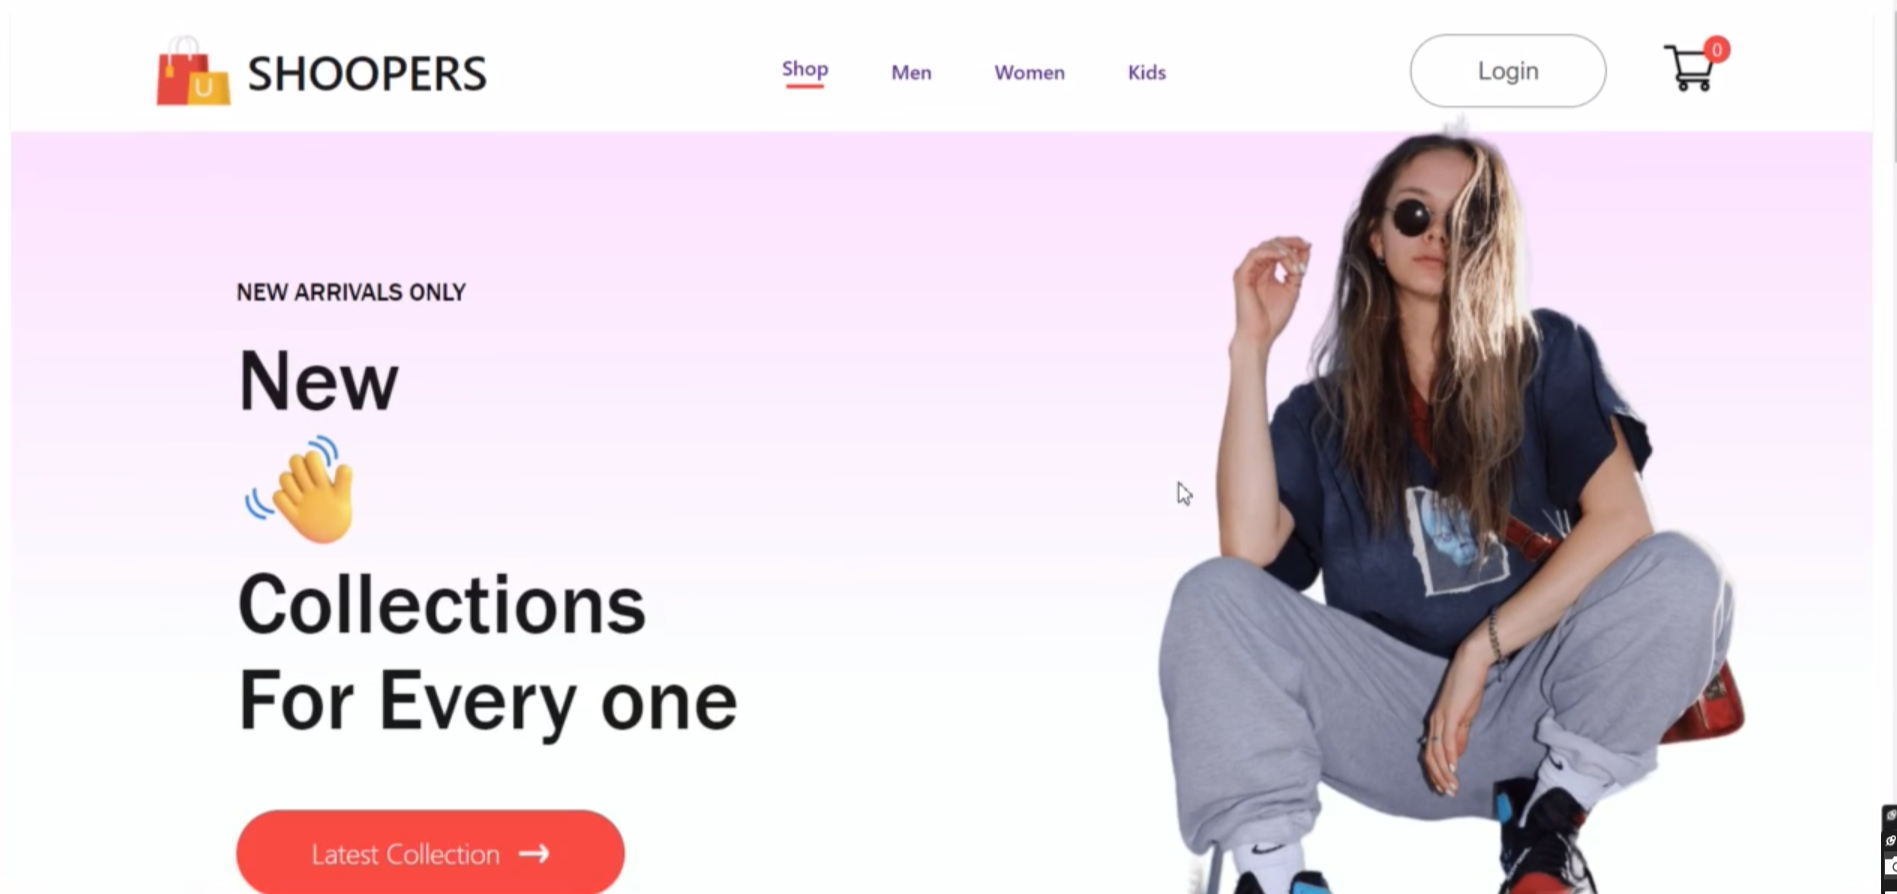 SHOOPERS
Shop Men Women Kids Login 0
NEW ARRIVALS ONLY
New
Collections
For Every one
Latest Collection →